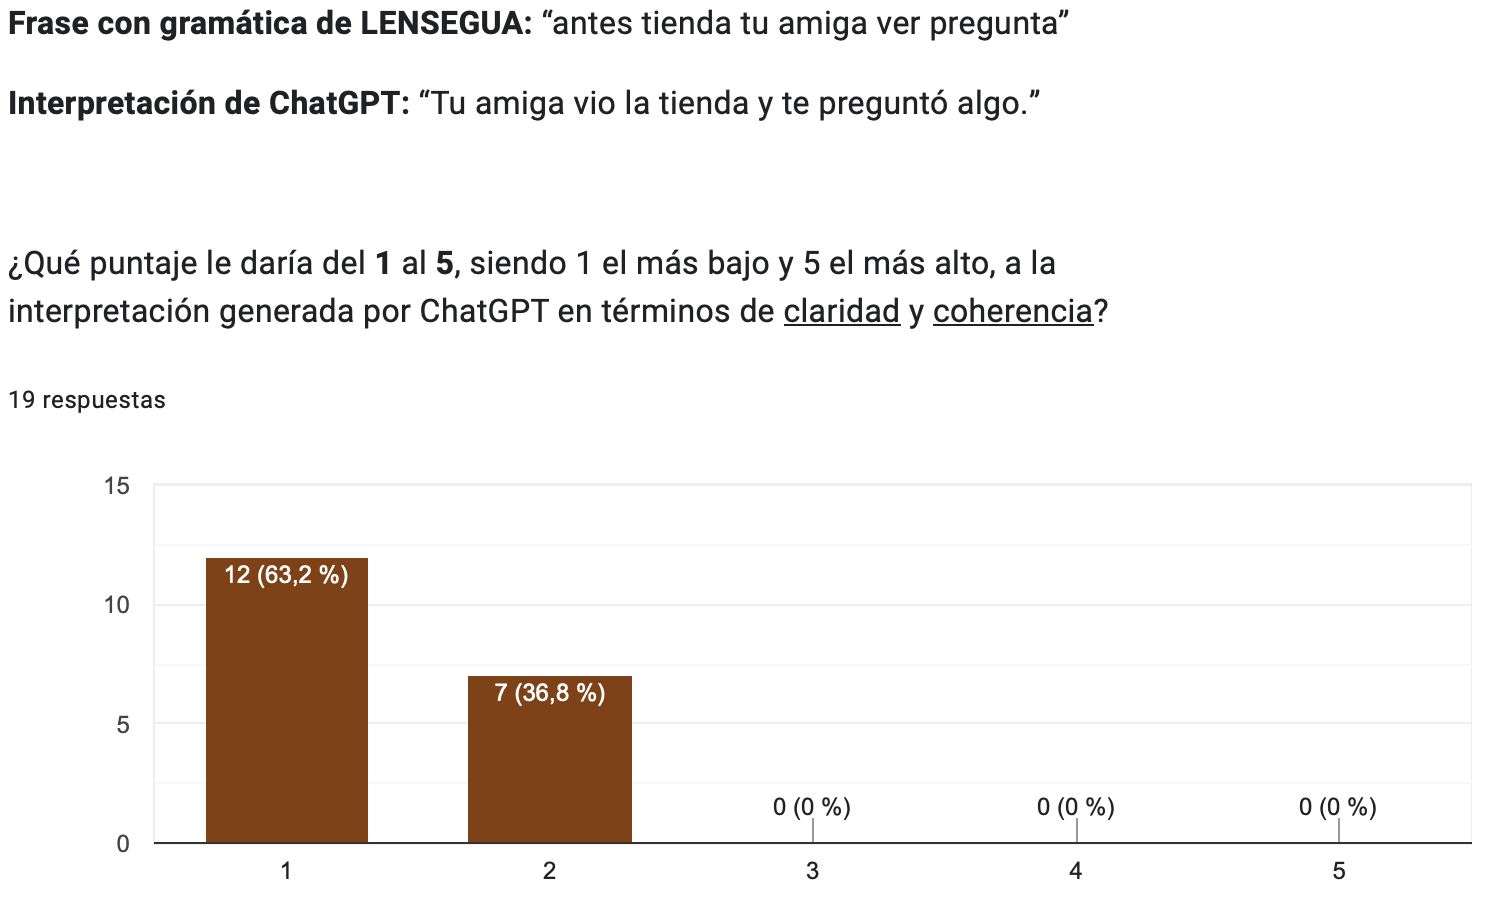 Frase con gramática de LENSEGUA: “antes tienda tu amiga ver pregunta”
Interpretación de ChatGPT: “Tu amiga vio la tienda y te preguntó algo.”
¿Qué puntaje le daría del 1 al 5, siendo 1 el más bajo y 5 el más alto, a la
interpretación generada por ChatGPT en términos de claridad y coherencia?
19 respuestas
15
10
5
0
12 (63,2 %)
7 (36,8 %)
0 (0 %)
0 (0 %)
0 (0 %)
1
2
3
4
5